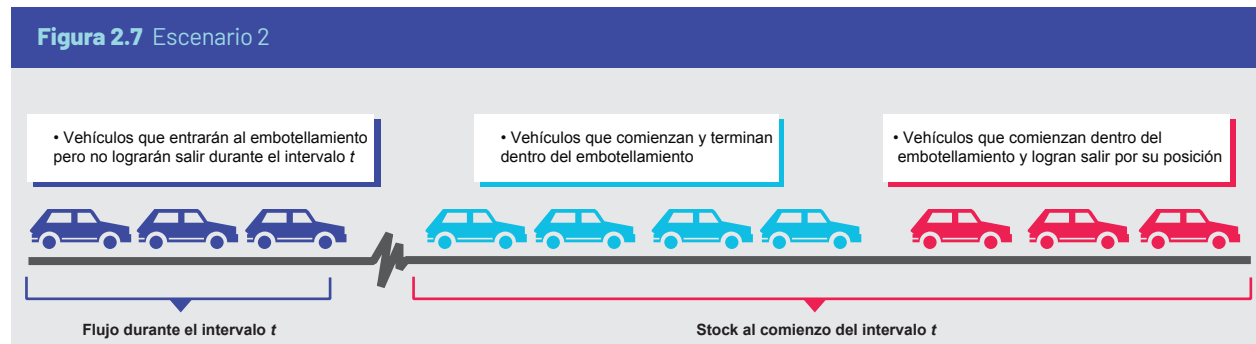 Figura 2.7 Escenario 2
• Vehículos que entrarán al embotellamiento
pero no lograrán salir durante el intervalo t
• Vehículos que comienzan y terminan
dentro del embotellamiento
• Vehículos que comienzan dentro del
embotellamiento y logran salir por su posición
Flujo durante el intervalo t
Stock al comienzo del intervalo t